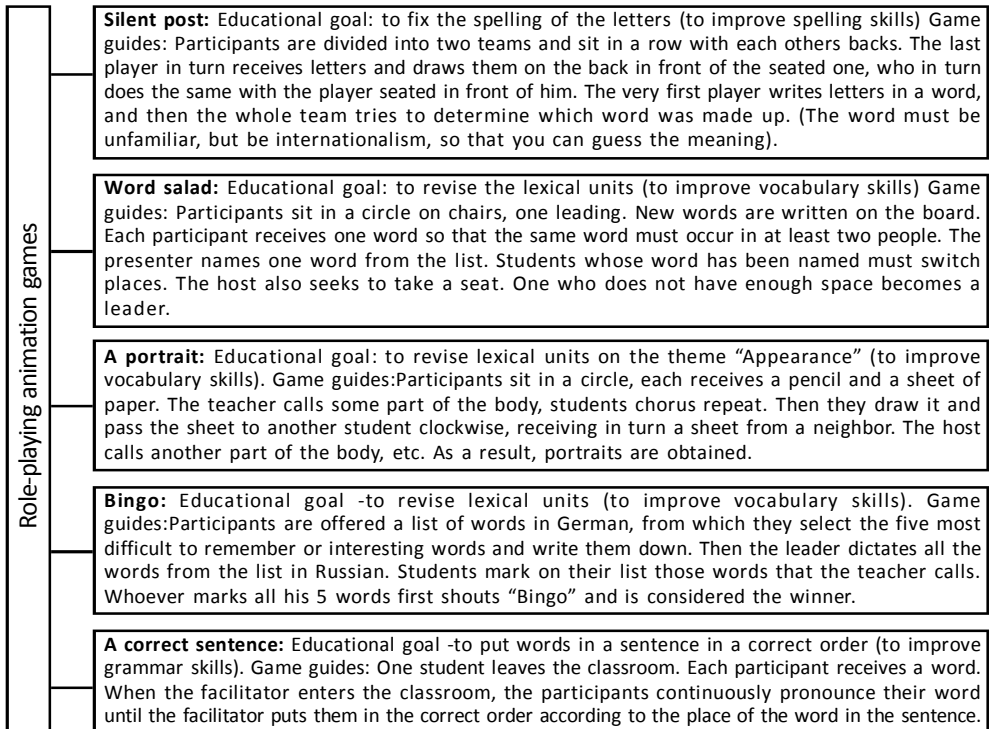 Role-playing animation games
Silent post: Educational goal: to fix the spelling of the letters (to improve spelling skills) Game
guides: Participants are divided into two teams and sit in a row with each others backs. The last
player in turn receives letters and draws them on the back in front of the seated one, who in turn
does the same with the player seated in front of him. The very first player writes letters in a word,
and then the whole team tries to determine which word was made up. (The word must be
unfamiliar, but be internationalism, so that you can guess the meaning).
Word salad: Educational goal: to revise the lexical units (to improve vocabulary skills) Game
guides: Participants sit in a circle on chairs, one leading. New words are written on the board.
Each participant receives one word so that the same word must occur in at least two people. The
presenter names one word from the list. Students whose word has been named must switch
places. The host also seeks to take a seat. One who does not have enough space becomes a
leader.
A portrait: Educational goal: to revise lexical units on the theme “Appearance” (to improve
vocabulary skills). Game guides:Participants sit in a circle, each receives a pencil and a sheet of
paper. The teacher calls some part of the body, students chorus repeat. Then they draw it and
pass the sheet to another student clockwise, receiving in turn a sheet from a neighbor. The host
calls another part of the body, etc. As a result, portraits are obtained.
Bingo: Educational goal -to revise lexical units (to improve vocabulary skills). Game
guides:Participants are offered a list of words in German, from which they select the five most
difficult to remember or interesting words and write them down. Then the leader dictates all the
words from the list in Russian. Students mark on their list those words that the teacher calls.
Whoever marks all his 5 words first shouts “Bingo” and is considered the winner.
A correct sentence: Educational goal -to put words in a sentence in a correct order (to improve
grammar skills). Game guides: One student leaves the classroom. Each participant receives a word.
When the facilitator enters the classroom, the participants continuously pronounce their word
until the facilitator puts them in the correct order according to the place of the word in the sentence.